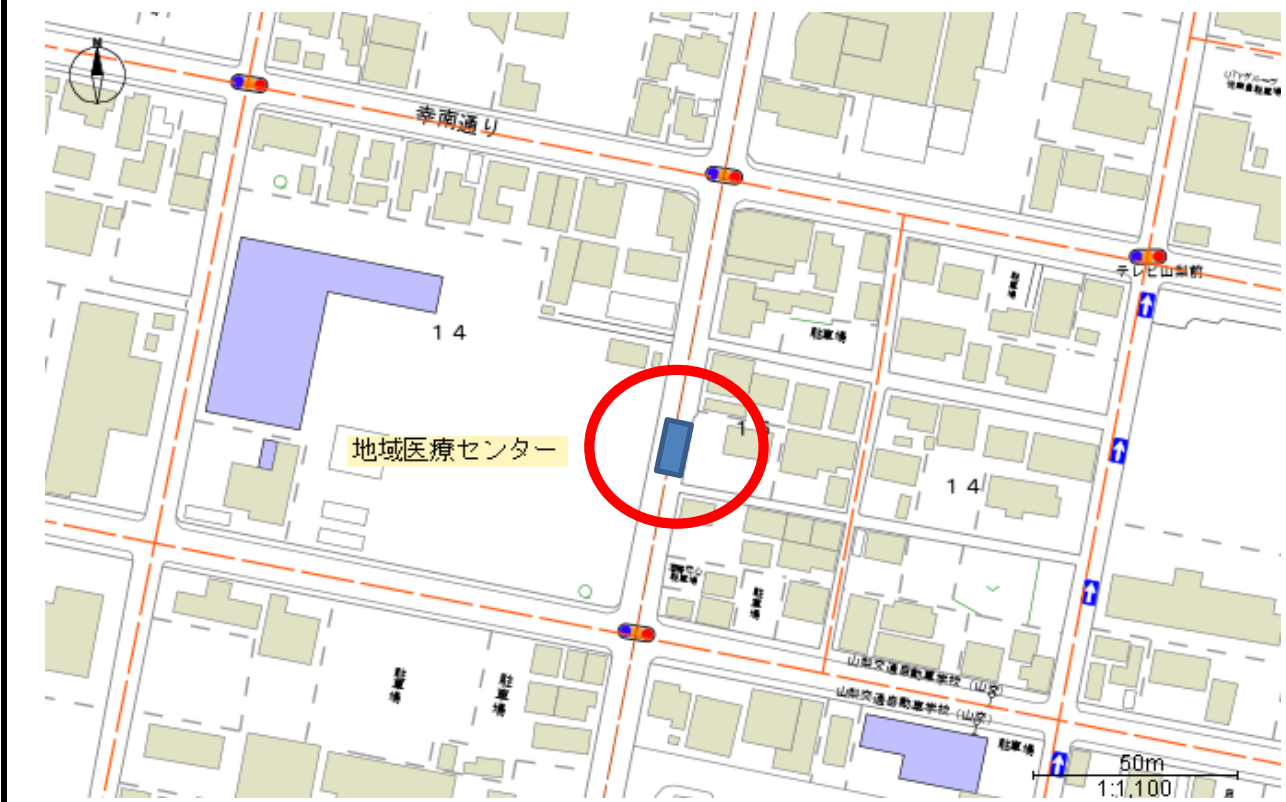 N
幸南通り
テレビ山梨前
駐車場
駐車場
14
地域医療センター
15
14
駐車場
駐車場
駐車場
山梨交通自動車学校 (山交)
山梨交通自動車学校 (山交)
駐車場
50m
1:1,100